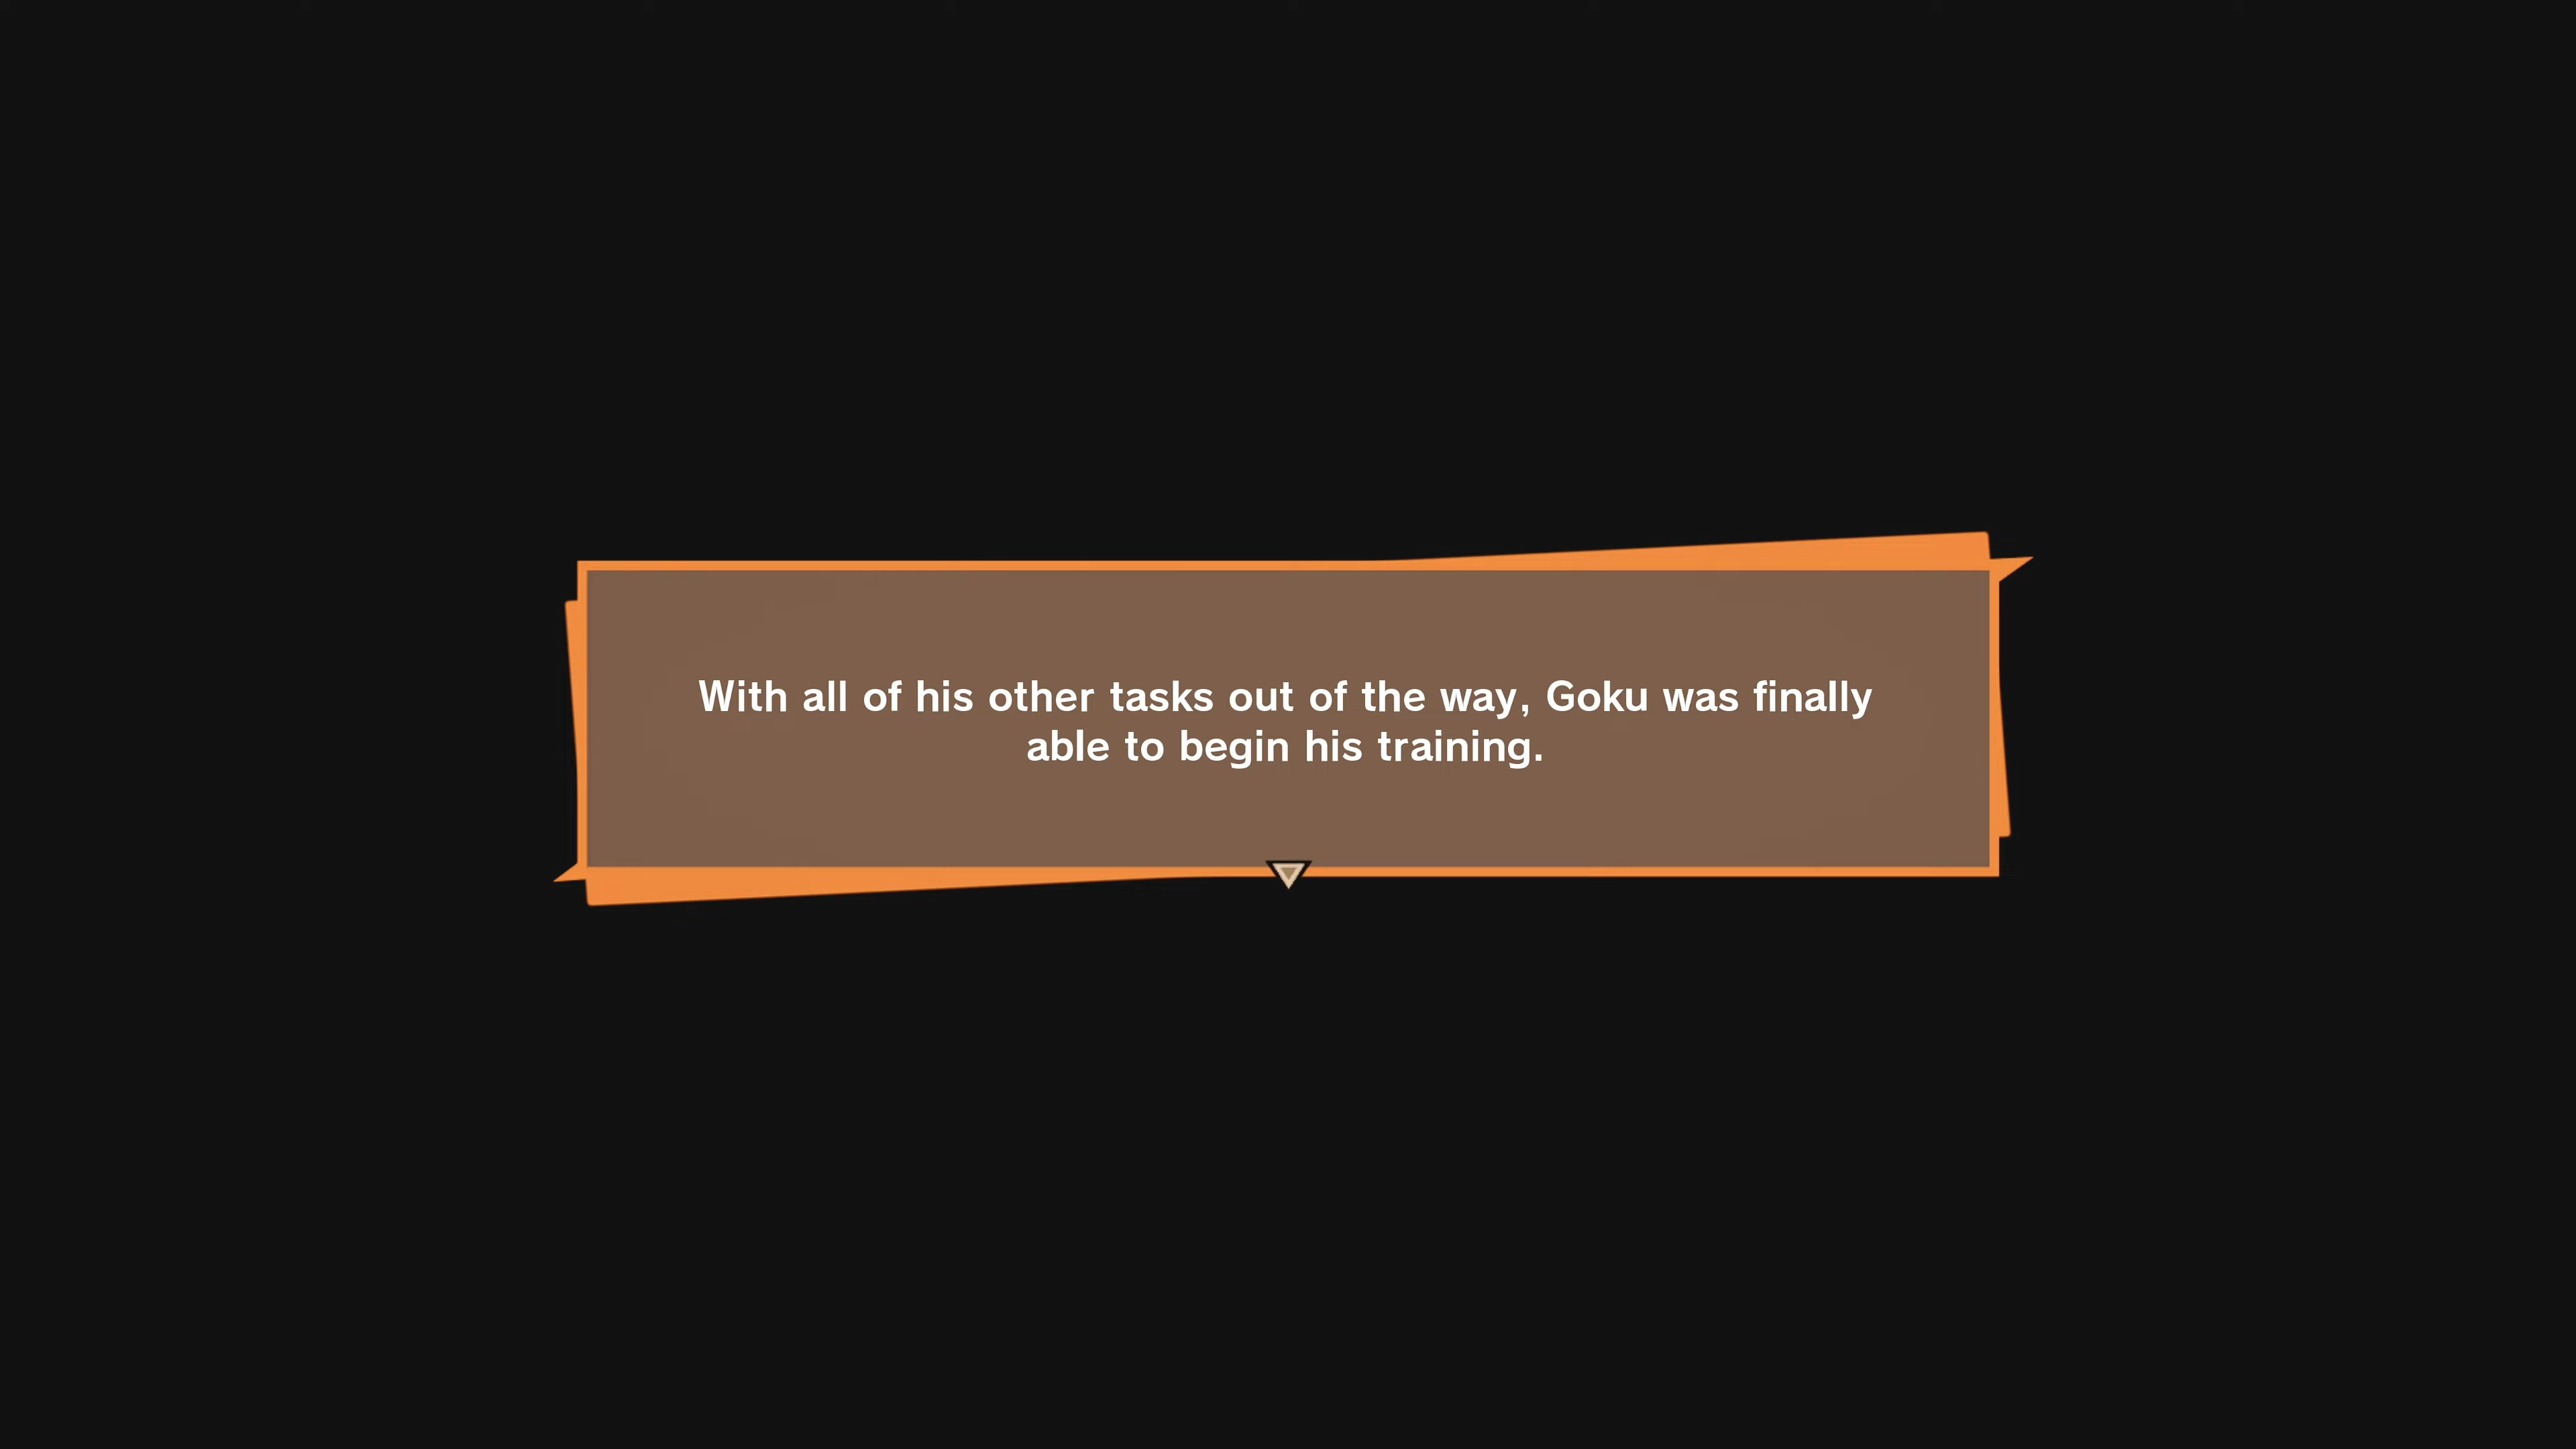 With all of his other tasks out of the way, Goku was finally
able to begin his training.